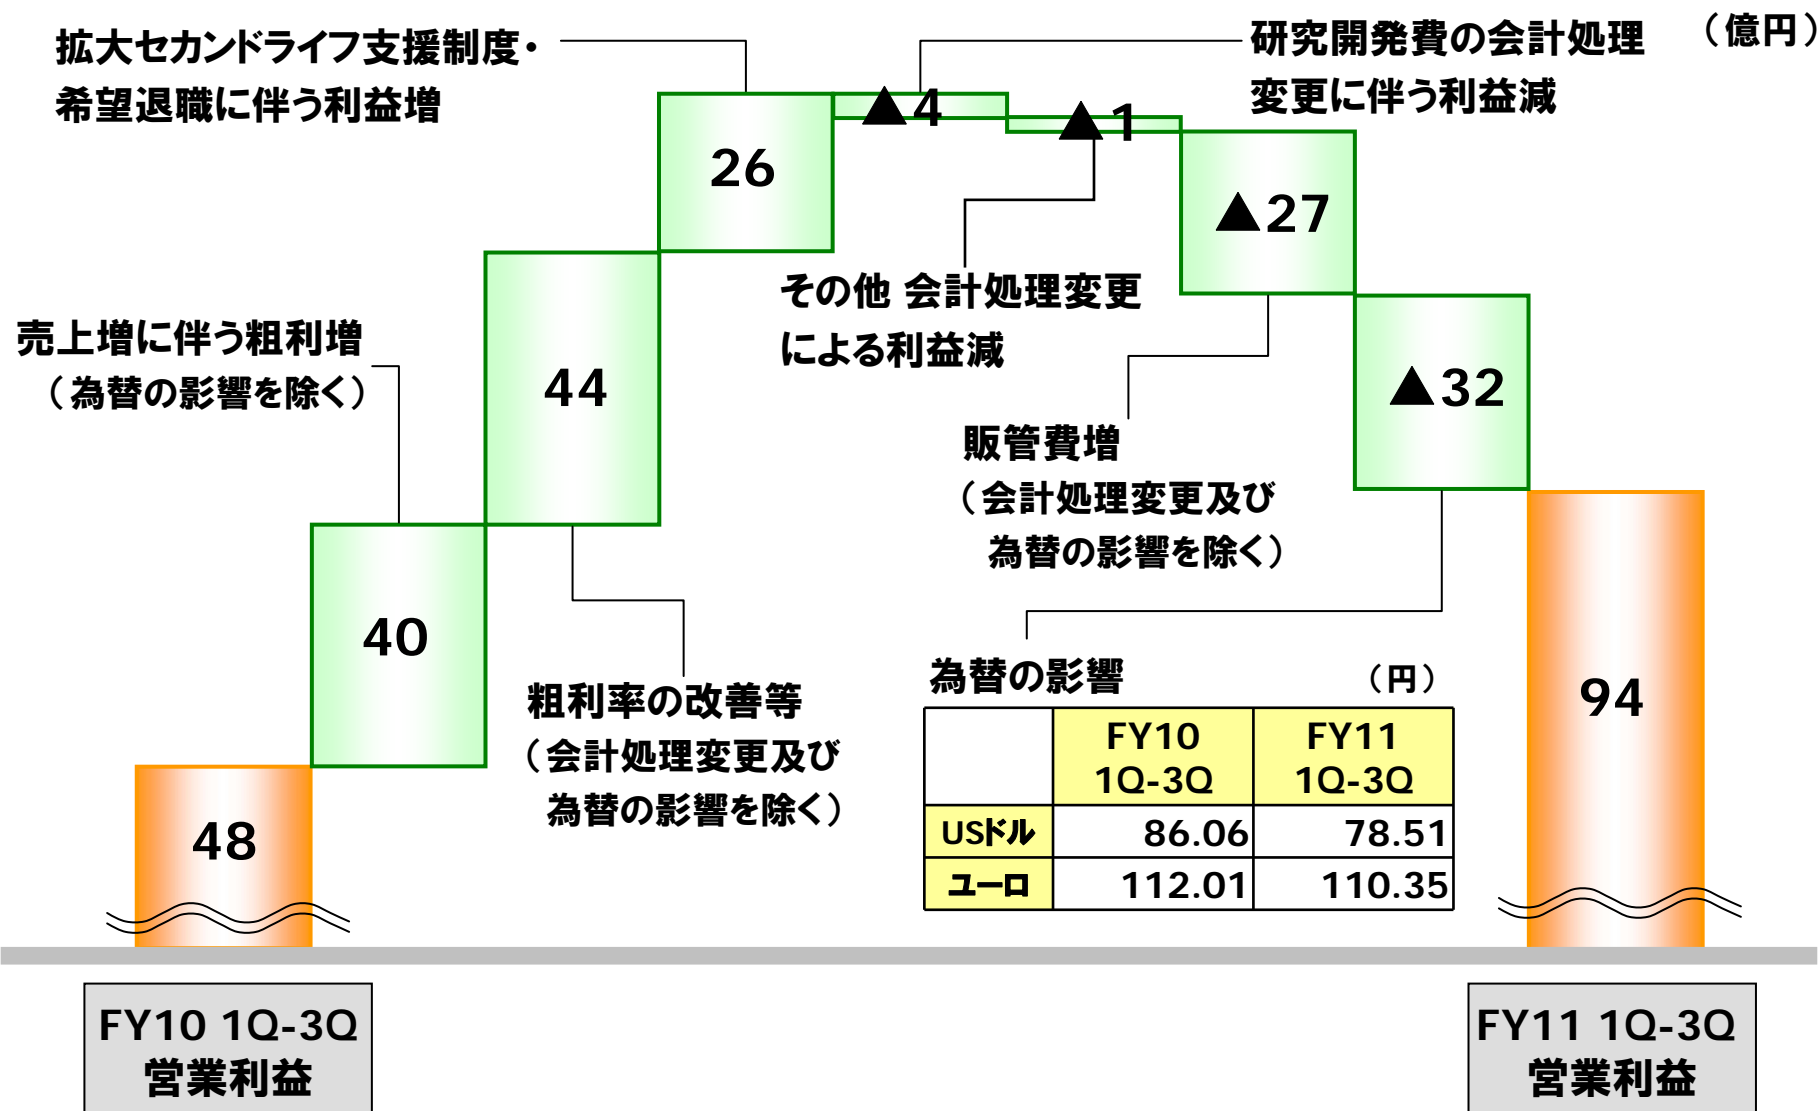 （億円）
拡大セカンドライフ支援制度・
希望退職に伴う利益増
研究開発費の会計処理
変更に伴う利益減
26
▲4
▲1
▲27
その他 会計処理変更
による利益減
売上増に伴う粗利増
（為替の影響を除く）
44
▲32
販管費増
（会計処理変更及び
為替の影響を除く）
40
粗利率の改善等
（会計処理変更及び
為替の影響を除く）
48
為替の影響 （円）
FY10 FY11
1Q-3Q 1Q-3Q
USドル 86.06 78.51
ユーロ 112.01 110.35
94
FY10 1Q-3Q
営業利益
FY11 1Q-3Q
営業利益